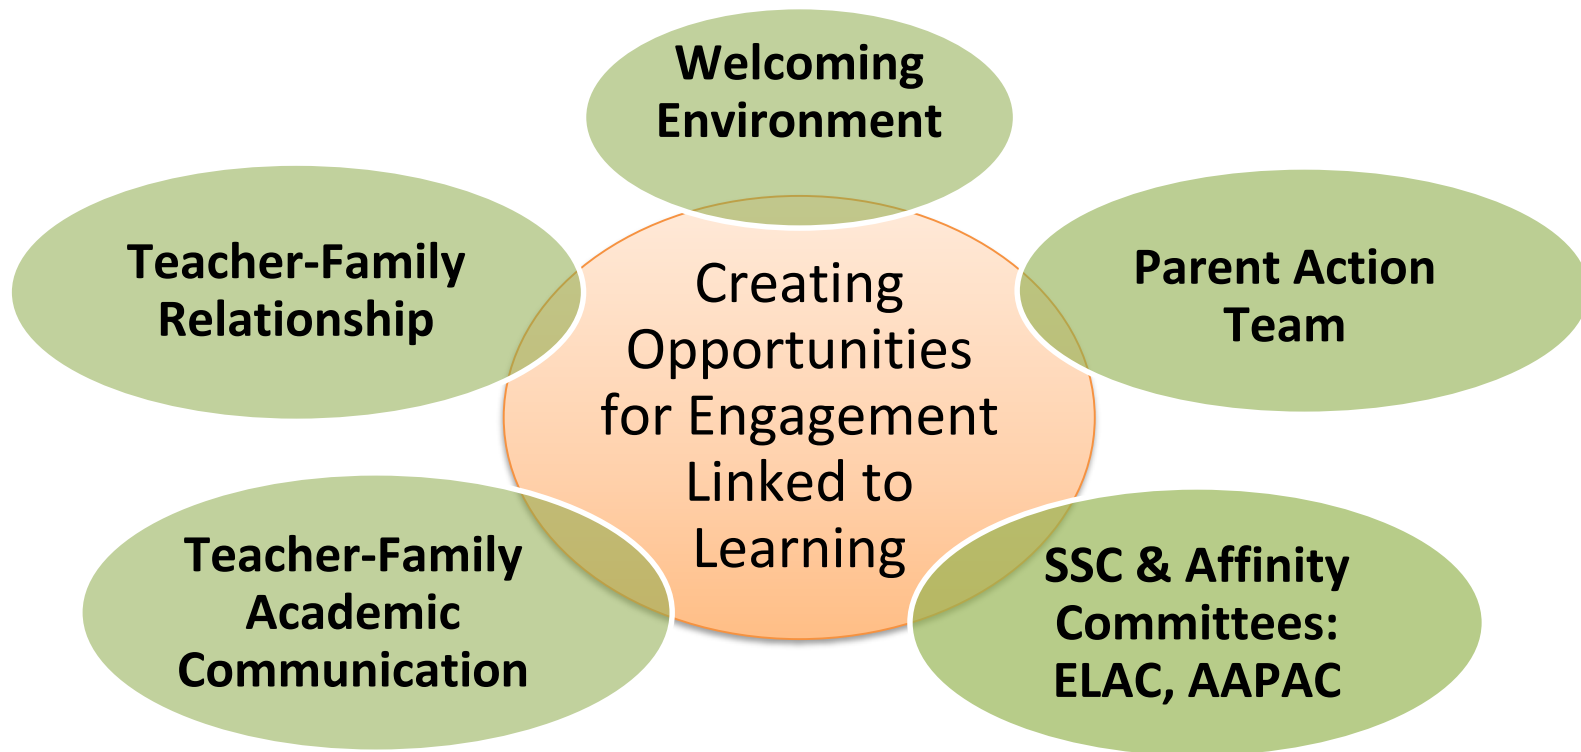 Welcoming
Environment
Teacher-Family
Relationship
Parent Action
Team
Creating
Opportunities
for Engagement
Linked to
Learning
Teacher-Family
Academic
Communication
SSC & Affinity
Committees:
ELAC, AAPAC